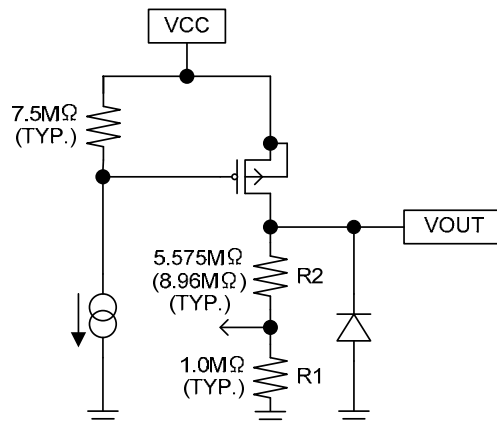 VCC
7.5MΩ
(TYP.)
VOUT
5.575MΩ
(8.96MΩ)
(TYP.)
R2
1.0MΩ
(TYP.)
R1